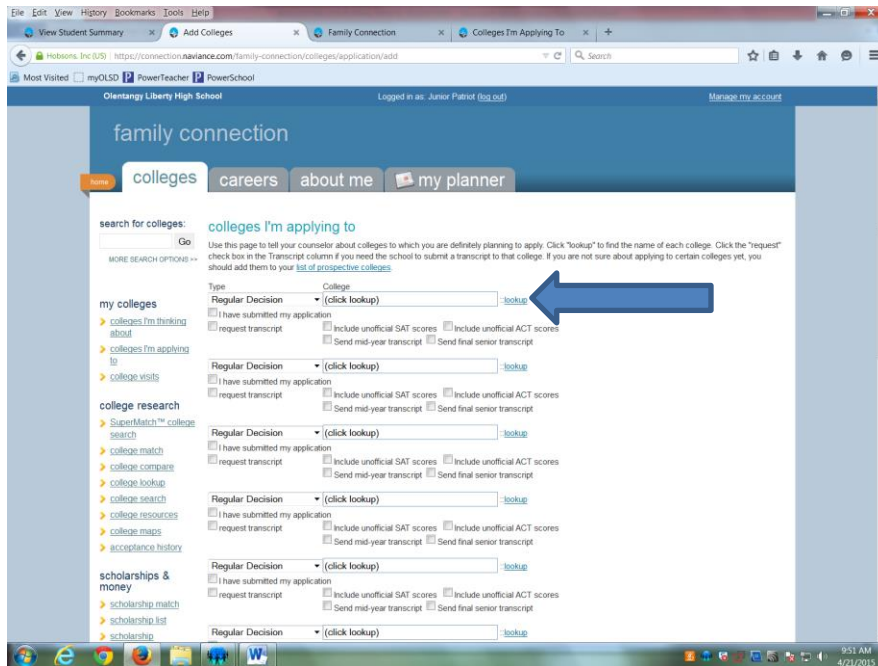 File Edit View History Bookmarks Tools Help
View Student Summary × Add Colleges × Family Connection × Colleges I'm Applying To × +
Hobsons, Inc (US) https://connection.naviance.com/family-connection/colleges/application/add Search
Most Visited myOLSD PowerTeacher PowerSchool
Olentangy Liberty High School Logged in as: Junior Patriot (log out) Manage my account
family connection
home colleges careers about me my planner
search for colleges:
Go
MORE SEARCH OPTIONS »
my colleges
colleges I'm thinking
about
colleges I'm applying
to
college visits
college research
SuperMatch™ college
search
college match
college compare
college lookup
college search
college resources
college maps
acceptance history
scholarships &
money
scholarship match
scholarship list
scholarship
colleges I'm applying to
Use this page to tell your counselor about colleges to which you are definitely planning to apply. Click "lookup" to find the name of each college. Click the "request"
check box in the Transcript column if you need the school to submit a transcript to that college. If you are not sure about applying to certain colleges yet, you
should add them to your list of prospective colleges.
Type College
Regular Decision (click lookup) ::lookup
I have submitted my application
request transcript Include unofficial SAT scores Include unofficial ACT scores
Send mid-year transcript Send final senior transcript
Regular Decision (click lookup) ::lookup
I have submitted my application
request transcript Include unofficial SAT scores Include unofficial ACT scores
Send mid-year transcript Send final senior transcript
Regular Decision (click lookup) ::lookup
I have submitted my application
request transcript Include unofficial SAT scores Include unofficial ACT scores
Send mid-year transcript Send final senior transcript
Regular Decision (click lookup) ::lookup
I have submitted my application
request transcript Include unofficial SAT scores Include unofficial ACT scores
Send mid-year transcript Send final senior transcript
Regular Decision (click lookup) ::lookup
I have submitted my application
request transcript Include unofficial SAT scores Include unofficial ACT scores
Send mid-year transcript Send final senior transcript
Regular Decision (click lookup) ::lookup
9:51 AM
4/21/2015